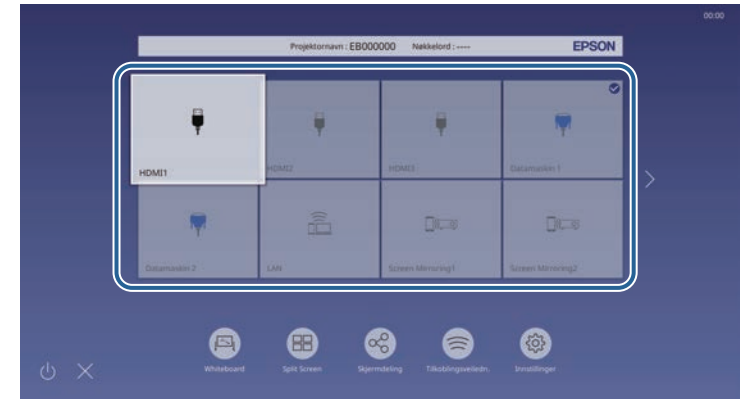 00:00
Projektornavn : EB000000 Nøkkelord : ---- EPSON
HDMI1 HDMI2 HDMI3 Datamaskin 1
Datamaskin 2 LAN Screen Mirroring1 Screen Mirroring2
Whiteboard Split Screen Skjermdeling Tilkoblingsveiledn. Innstillinger